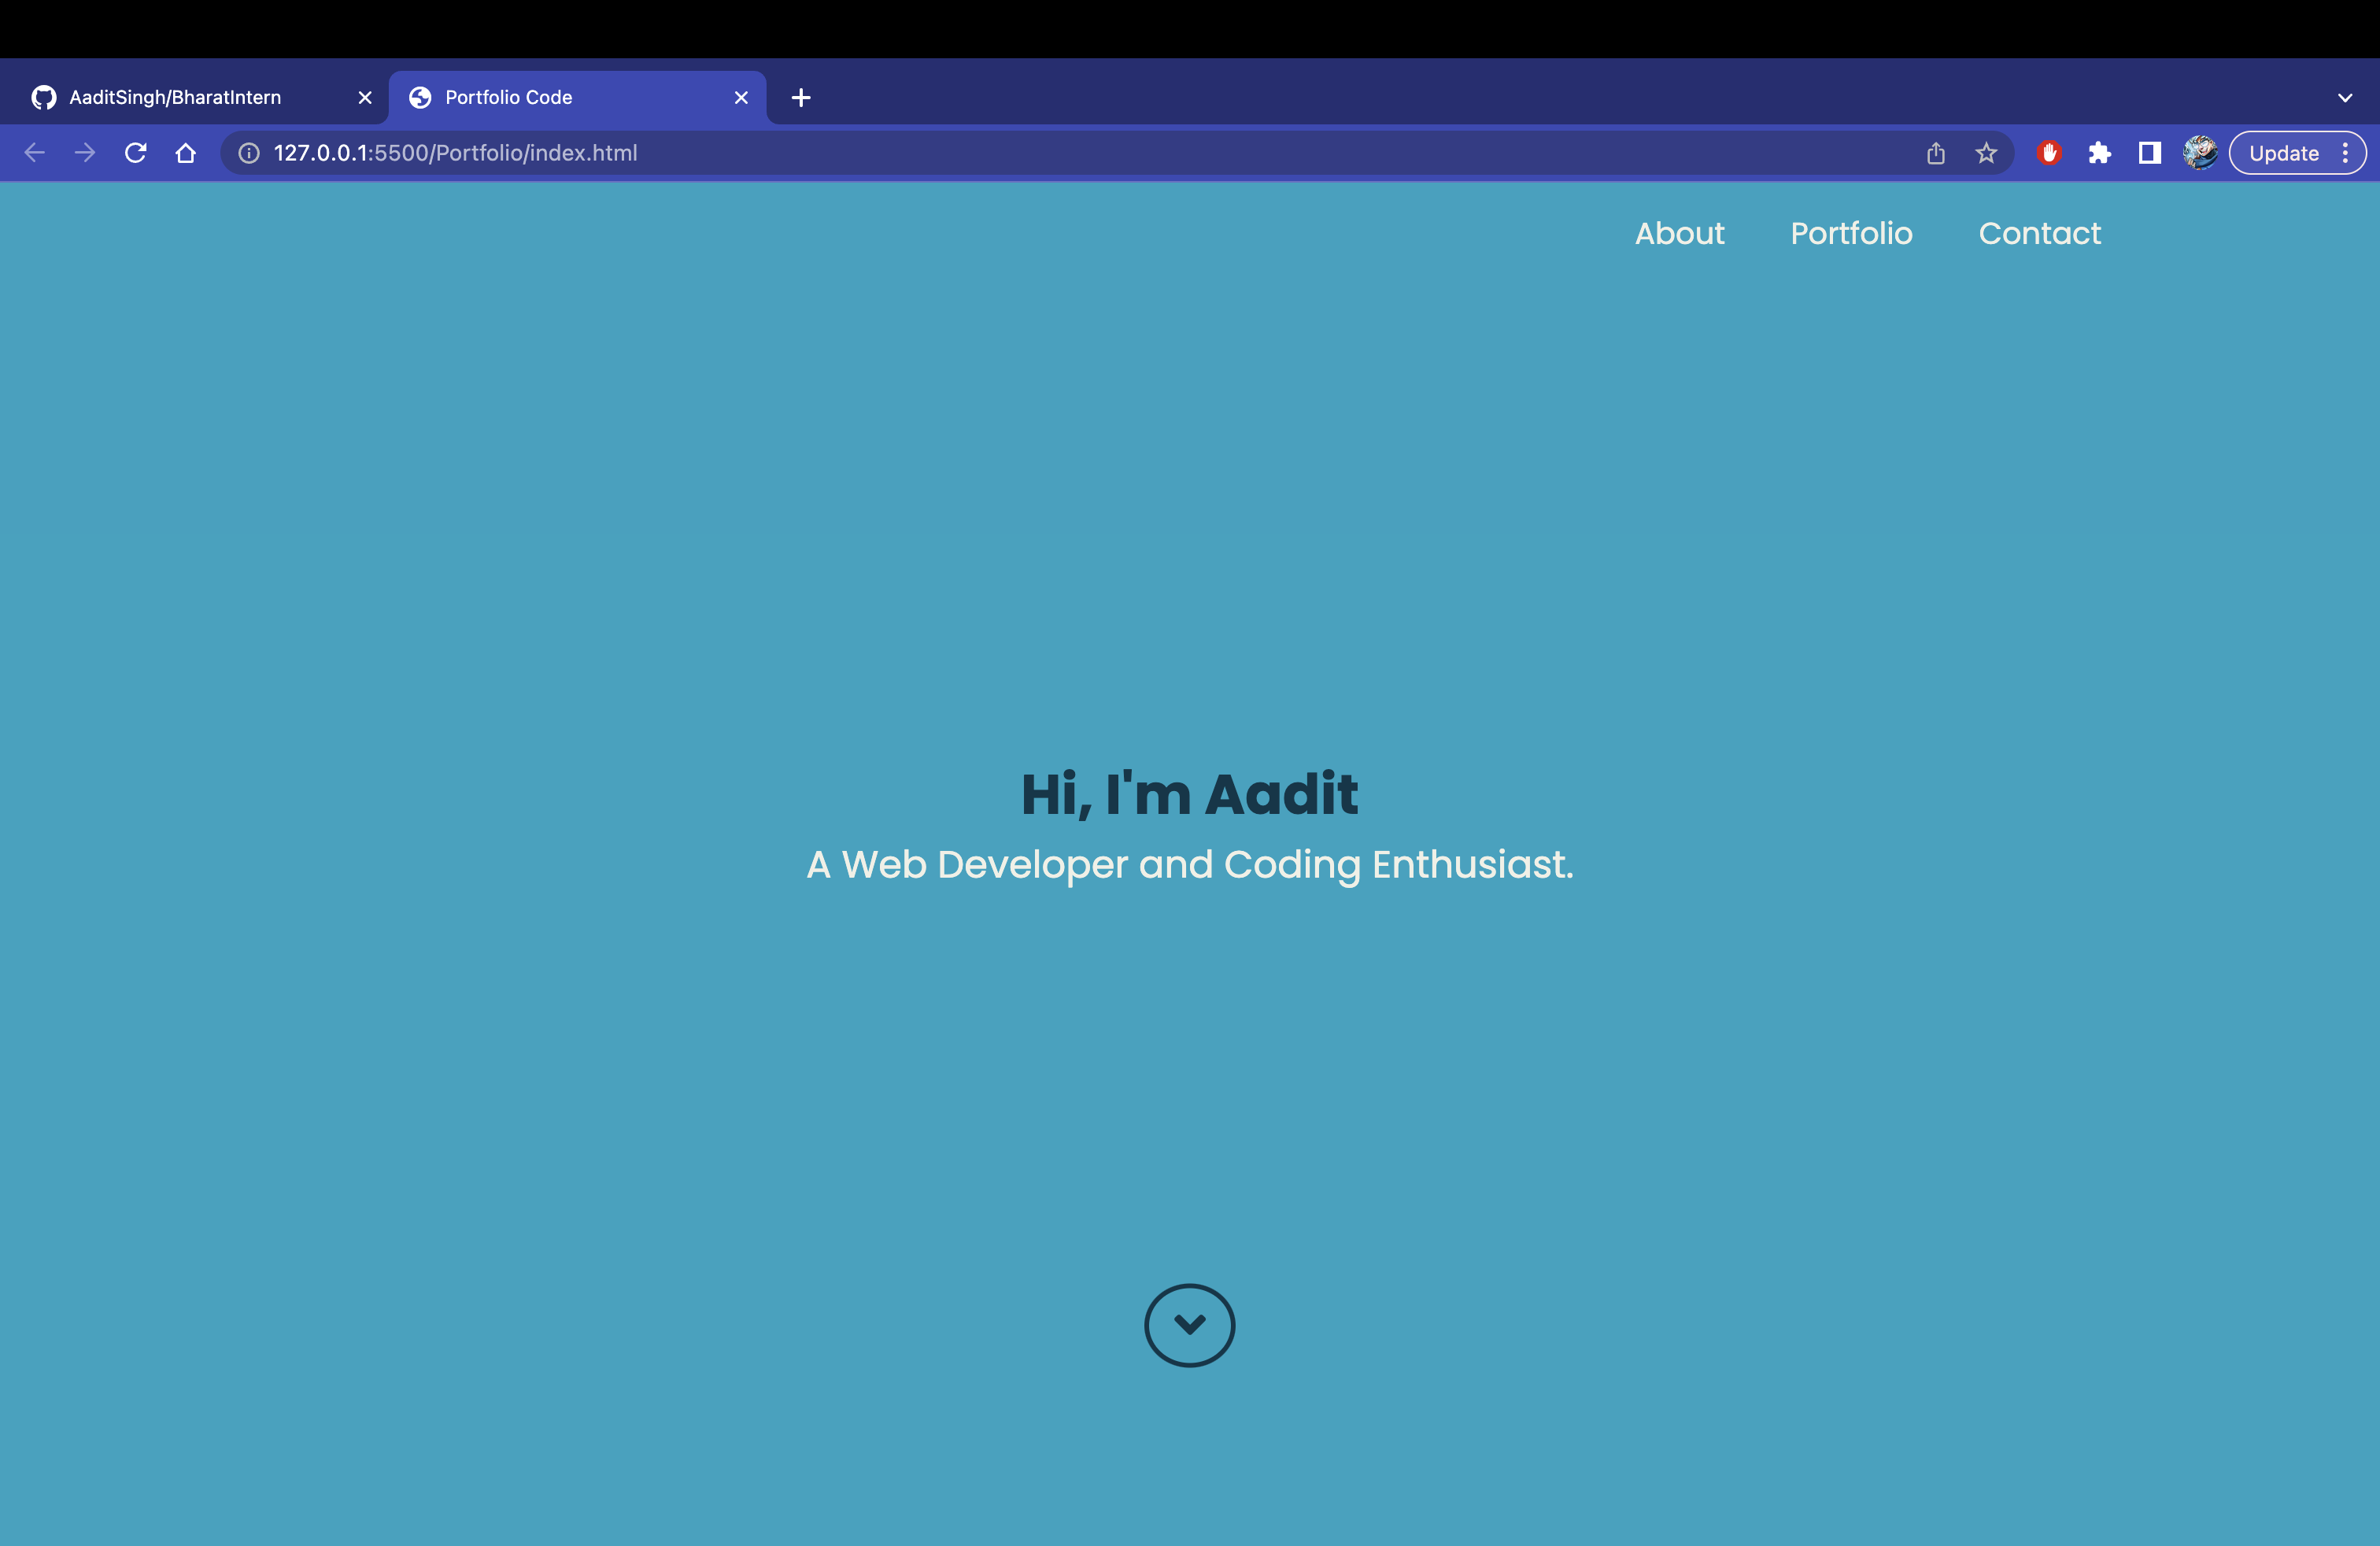 AaditSingh/BharatIntern
Portfolio Code
127.0.0.1:5500/Portfolio/index.html
Update
About Portfolio Contact
Hi, I'm Aadit
A Web Developer and Coding Enthusiast.